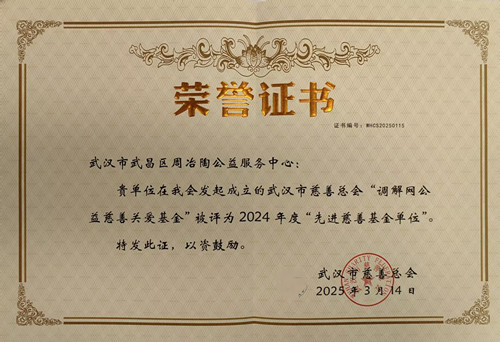 荣誉证书
证书编号：WHCS20250115
武汉市武昌区周冶陶公益服务中心：
贵单位在我会发起成立的武汉市慈善总会“调解网公
益慈善关爱基金”被评为2024年度“先进慈善基金单位”。
特发此证，以资鼓励。
武汉市慈善总会
2025年3月14日